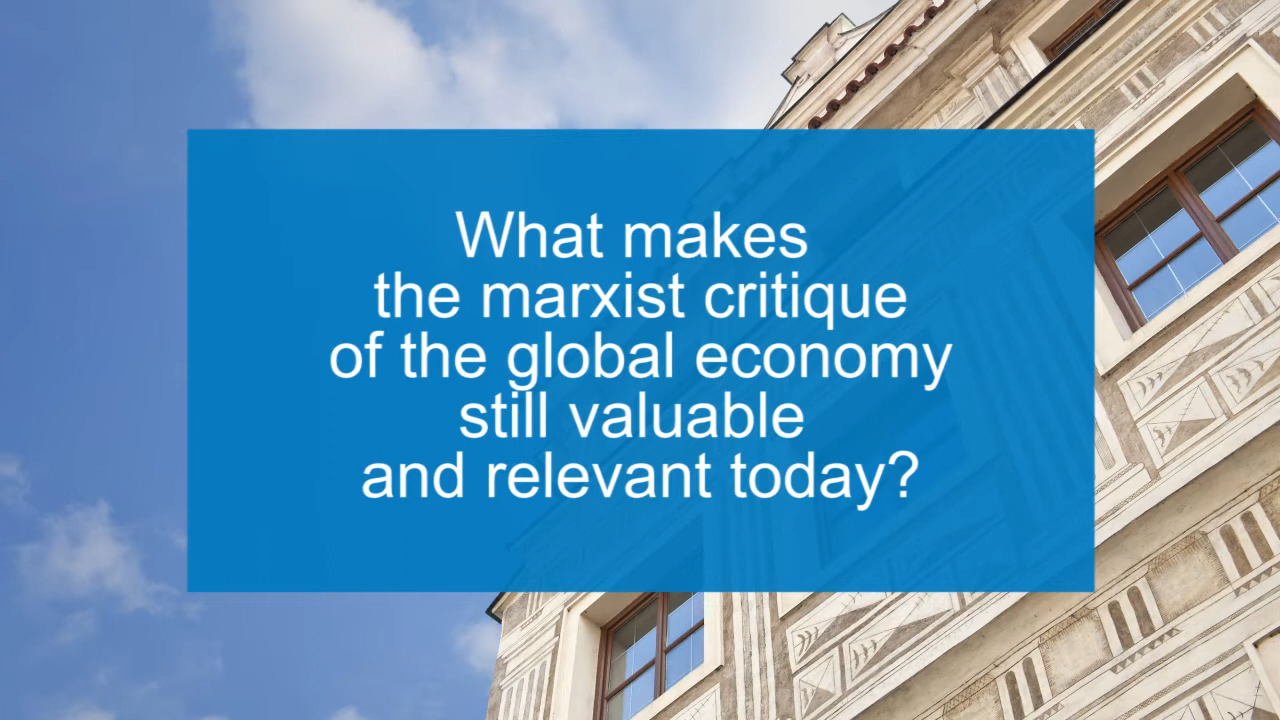 What makes
the marxist critique
of the global economy
still valuable
and relevant today?